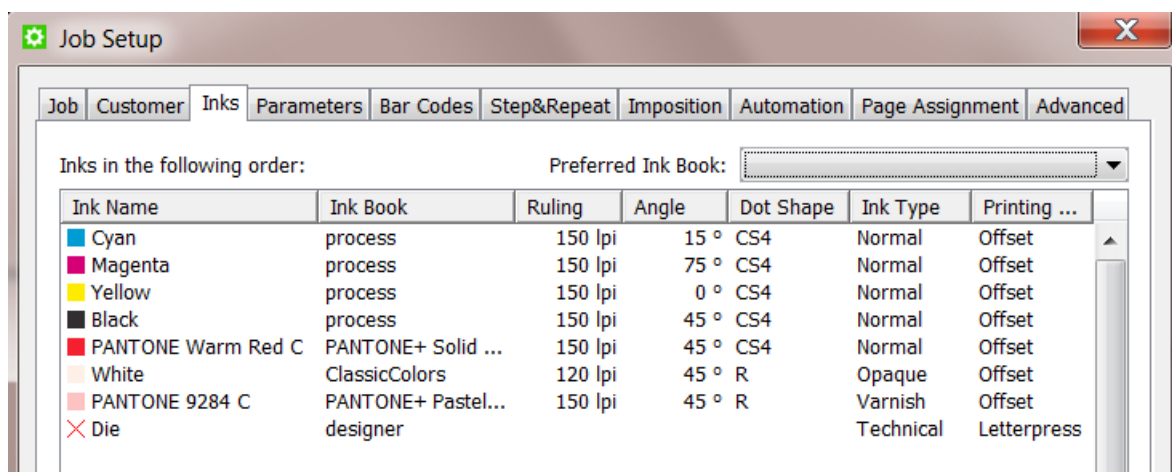 Job Setup
X
Job Customer Inks Parameters Bar Codes Step&Repeat Imposition Automation Page Assignment Advanced
Inks in the following order: Preferred Ink Book:
Ink Name Ink Book Ruling Angle Dot Shape Ink Type Printing ...
Cyan process 150 lpi 15 ° CS4 Normal Offset
Magenta process 150 lpi 75 ° CS4 Normal Offset
Yellow process 150 lpi 0 ° CS4 Normal Offset
Black process 150 lpi 45 ° CS4 Normal Offset
PANTONE Warm Red C PANTONE+ Solid ... 150 lpi 45 ° CS4 Normal Offset
White ClassicColors 120 lpi 45 ° R Opaque Offset
PANTONE 9284 C PANTONE+ Pastel... 150 lpi 45 ° R Varnish Offset
Die designer Technical Letterpress